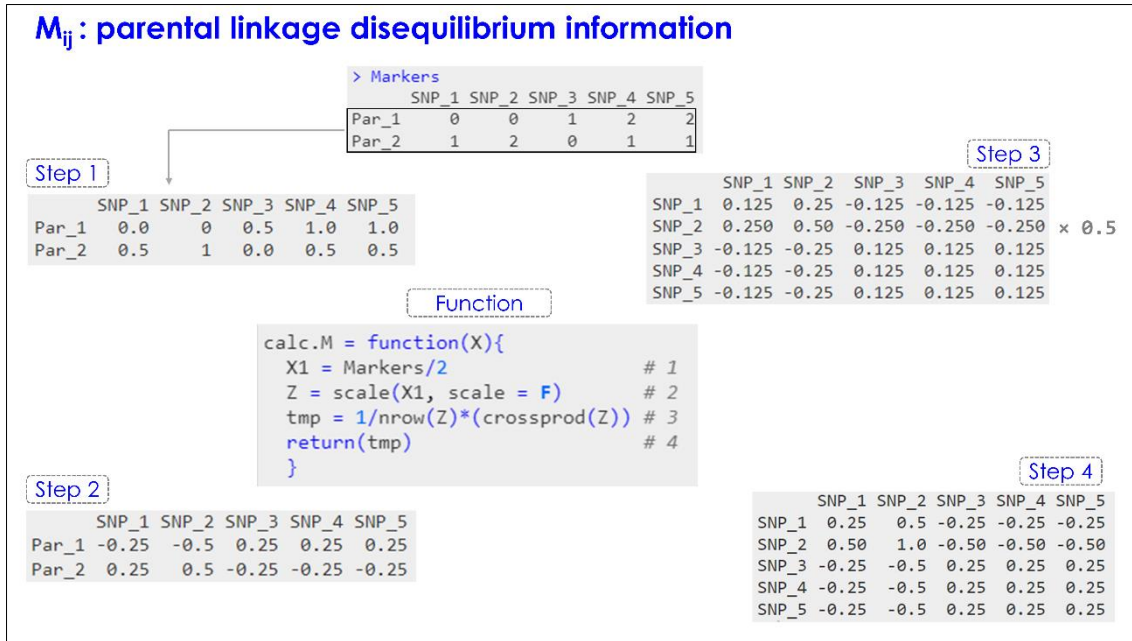 M_ij : parental linkage disequilibrium information
> Markers
      SNP_1 SNP_2 SNP_3 SNP_4 SNP_5
Par_1     0     0     1     2     2
Par_2     1     2     0     1     1
Step 1
      SNP_1 SNP_2 SNP_3 SNP_4 SNP_5
Par_1   0.0     0   0.5   1.0   1.0
Par_2   0.5     1   0.0   0.5   0.5
Step 3
       SNP_1 SNP_2  SNP_3  SNP_4  SNP_5
SNP_1  0.125  0.25 -0.125 -0.125 -0.125
SNP_2  0.250  0.50 -0.250 -0.250 -0.250 × 0.5
SNP_3 -0.125 -0.25  0.125  0.125  0.125
SNP_4 -0.125 -0.25  0.125  0.125  0.125
SNP_5 -0.125 -0.25  0.125  0.125  0.125
Function
calc.M = function(X){
  X1 = Markers/2                 # 1
  Z = scale(X1, scale = F)       # 2
  tmp = 1/nrow(Z)*(crossprod(Z)) # 3
  return(tmp)                    # 4
  }
Step 2
      SNP_1 SNP_2 SNP_3 SNP_4 SNP_5
Par_1 -0.25  -0.5  0.25  0.25  0.25
Par_2  0.25   0.5 -0.25 -0.25 -0.25
Step 4
      SNP_1 SNP_2 SNP_3 SNP_4 SNP_5
SNP_1  0.25   0.5 -0.25 -0.25 -0.25
SNP_2  0.50   1.0 -0.50 -0.50 -0.50
SNP_3 -0.25  -0.5  0.25  0.25  0.25
SNP_4 -0.25  -0.5  0.25  0.25  0.25
SNP_5 -0.25  -0.5  0.25  0.25  0.25